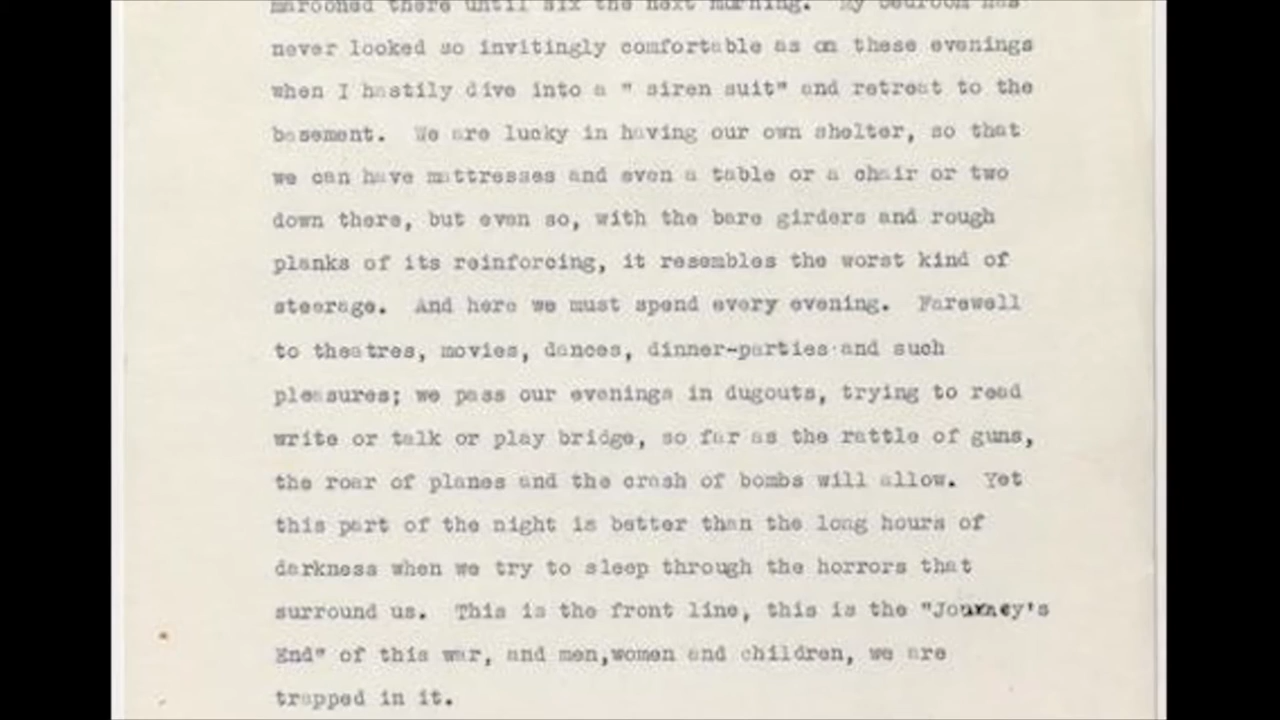 marooned there until six the next morning. My bedroom has
never looked so invitingly comfortable as on these evenings
when I hastily dive into a " siren suit" and retreat to the
basement. We are lucky in having our own shelter, so that
we can have mattresses and even a table or a chair or two
down there, but even so, with the bare girders and rough
planks of its reinforcing, it resembles the worst kind of
steerage. And here we must spend every evening. Farewell
to theatres, movies, dances, dinner-parties and such
pleasures; we pass our evenings in dugouts, trying to read
write or talk or play bridge, so far as the rattle of guns,
the roar of planes and the crash of bombs will allow. Yet
this part of the night is better than the long hours of
darkness when we try to sleep through the horrors that
surround us. This is the front line, this is the "Journey's
End" of this war, and men,women and children, we are
trapped in it.